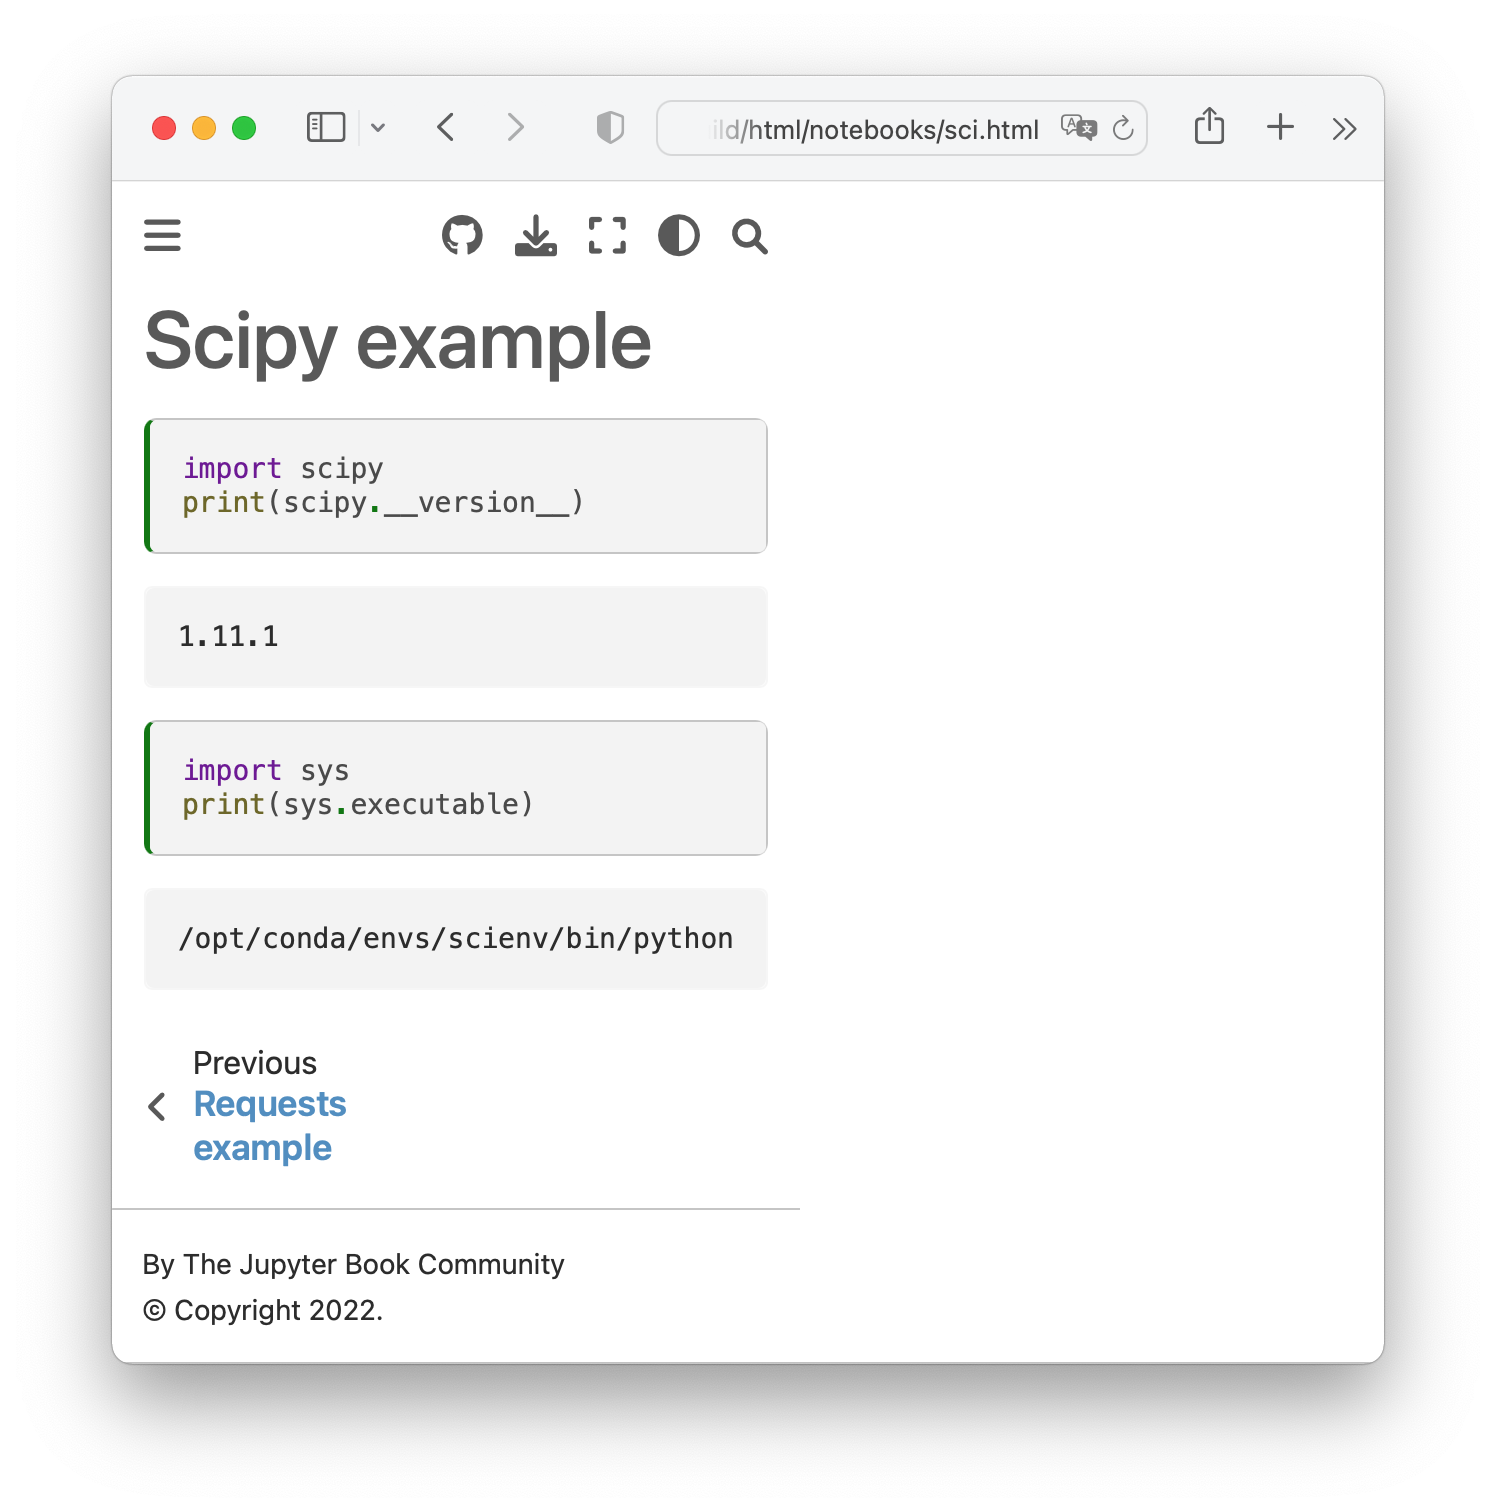 ild/html/notebooks/sci.html
Scipy example
import scipy
print(scipy.__version__)
1.11.1
import sys
print(sys.executable)
/opt/conda/envs/scienv/bin/python
Previous
Requests
example
By The Jupyter Book Community
© Copyright 2022.